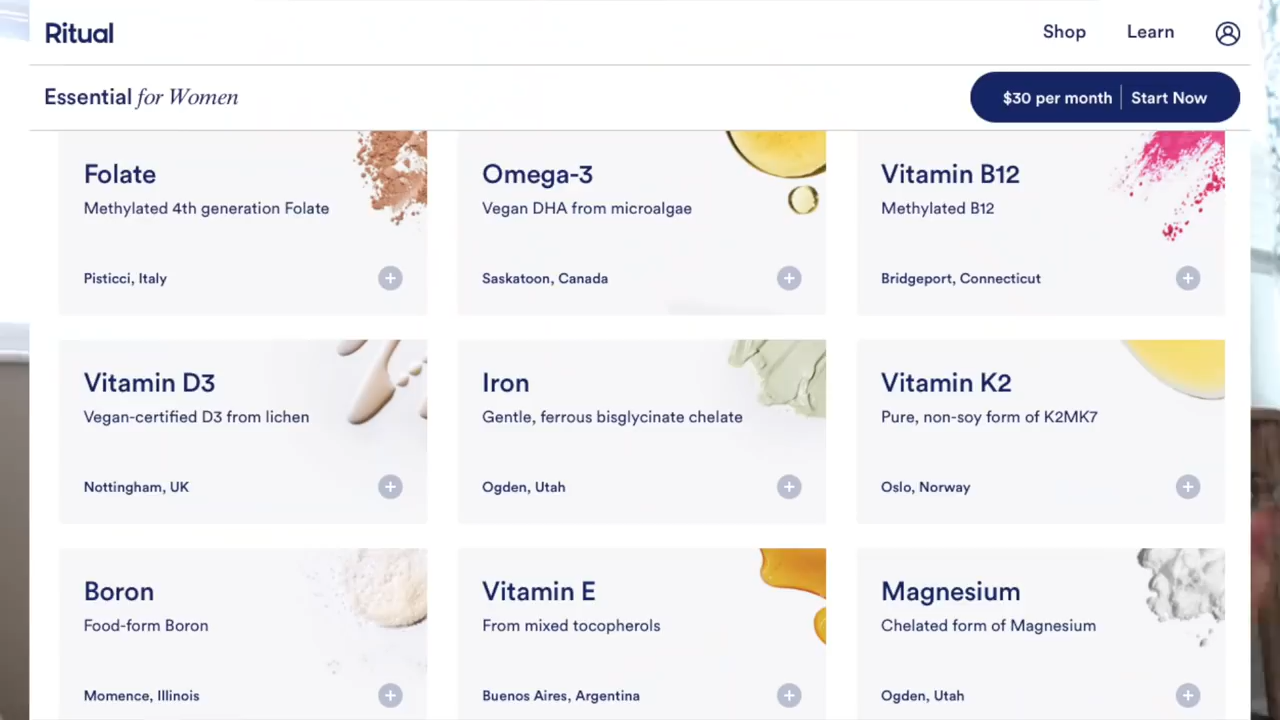 Ritual
Shop
Learn
Essential for Women
$30 per month
Start Now
Folate
Methylated 4th generation Folate
Pisticci, Italy
Omega-3
Vegan DHA from microalgae
Saskatoon, Canada
Vitamin B12
Methylated B12
Bridgeport, Connecticut
Vitamin D3
Vegan-certified D3 from lichen
Nottingham, UK
Iron
Gentle, ferrous bisglycinate chelate
Ogden, Utah
Vitamin K2
Pure, non-soy form of K2MK7
Oslo, Norway
Boron
Food-form Boron
Momence, Illinois
Vitamin E
From mixed tocopherols
Buenos Aires, Argentina
Magnesium
Chelated form of Magnesium
Ogden, Utah